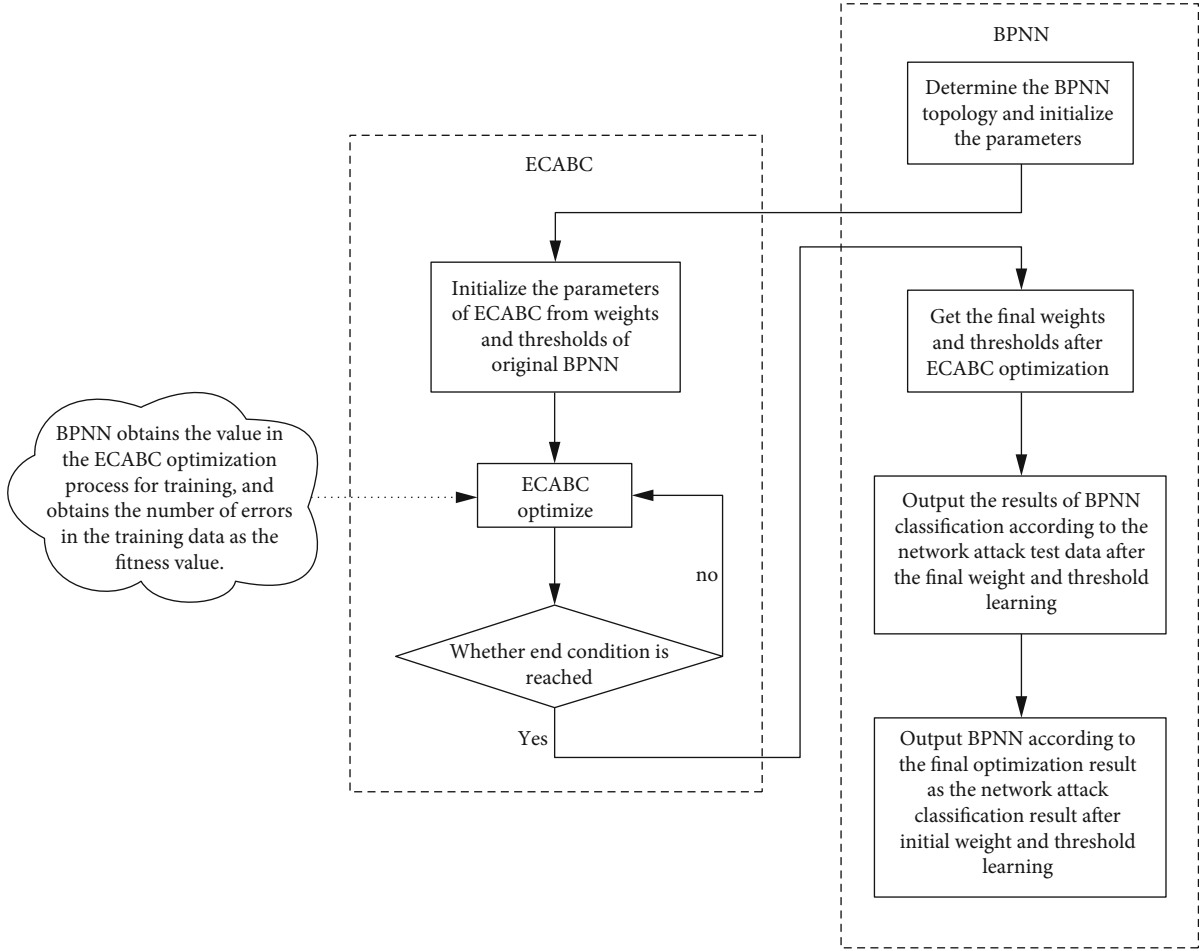 BPNN
Determine the BPNN
topology and initialize
the parameters
ECABC
Initialize the parameters
of ECABC from weights
and thresholds of
original BPNN
BPNN obtains the value in
the ECABC optimization
process for training, and
obtains the number of errors
in the training data as the
fitness value.
ECABC
optimize
no
Whether end condition is
reached
Yes
Get the final weights
and thresholds after
ECABC optimization
Output the results of BPNN
classification according to the
network attack test data after
the final weight and threshold
learning
Output BPNN according to
the final optimization result
as the network attack
classification result after
initial weight and threshold
learning